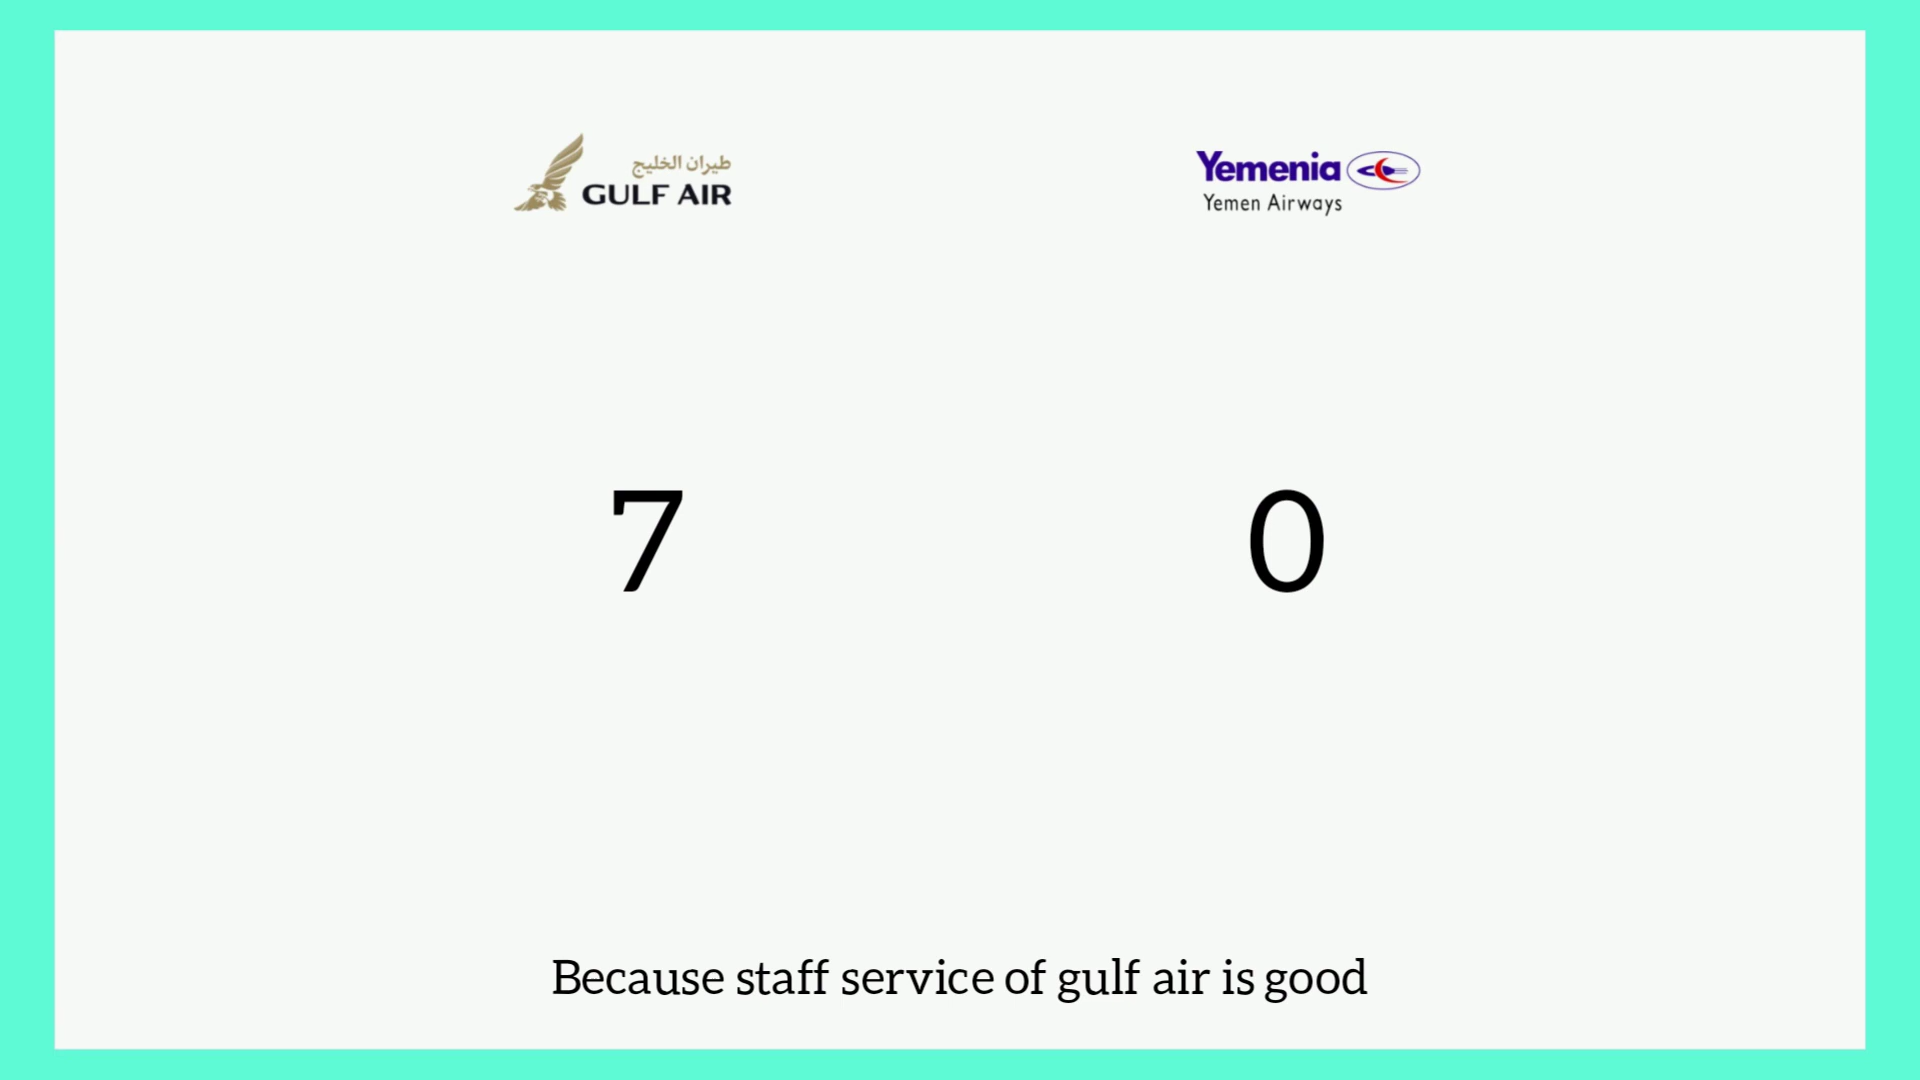 طيران الخليج
GULF AIR
Yemenia
Yemen Airways
7
0
Because staff service of gulf air is good